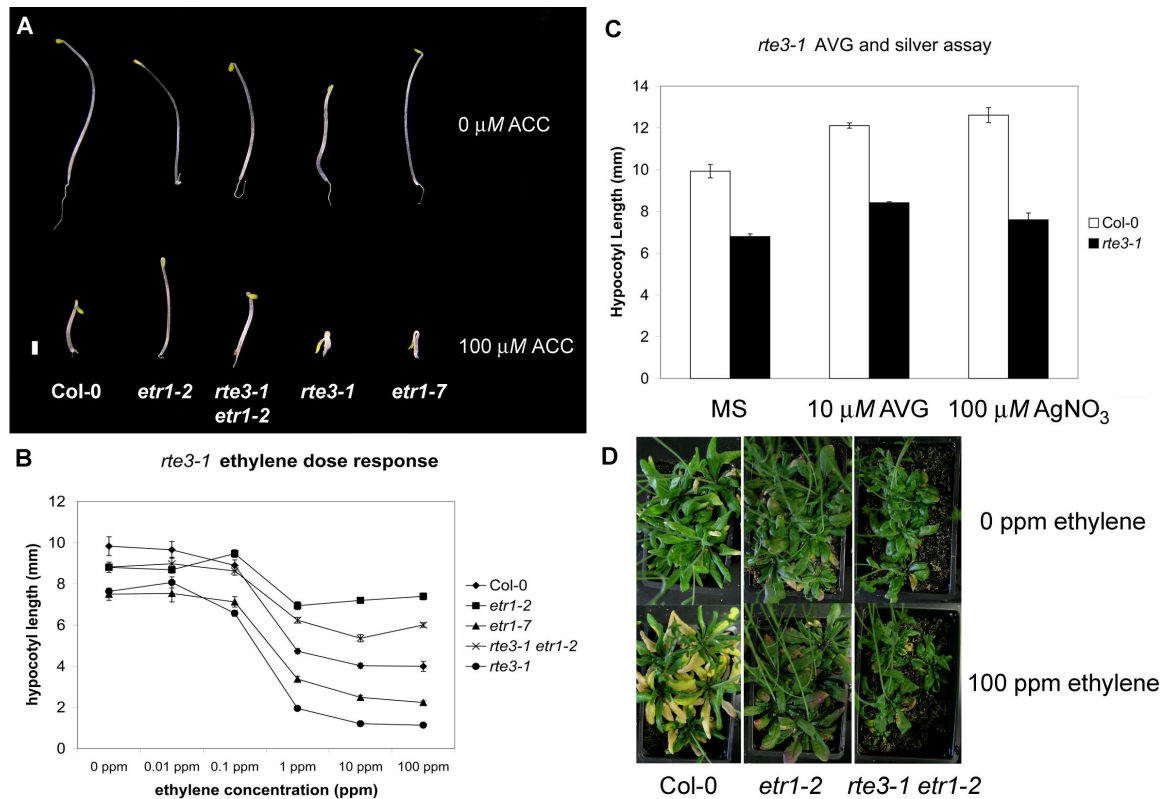 A
0 μM ACC
100 μM ACC
Col-0
etr1-2
rte3-1
etr1-2
rte3-1
etr1-7
B
rte3-1 ethylene dose response
hypocotyl length (mm)
12
10
8
6
4
2
0
0 ppm
0.01 ppm
0.1 ppm
1 ppm
10 ppm
100 ppm
ethylene concentration (ppm)
Col-0
etr1-2
etr1-7
rte3-1 etr1-2
rte3-1
C
rte3-1 AVG and silver assay
Hypocotyl Length (mm)
14
12
10
8
6
4
2
0
MS
10 μM AVG
100 μM AgNO₃
Col-0
rte3-1
D
0 ppm ethylene
100 ppm ethylene
Col-0
etr1-2
rte3-1 etr1-2